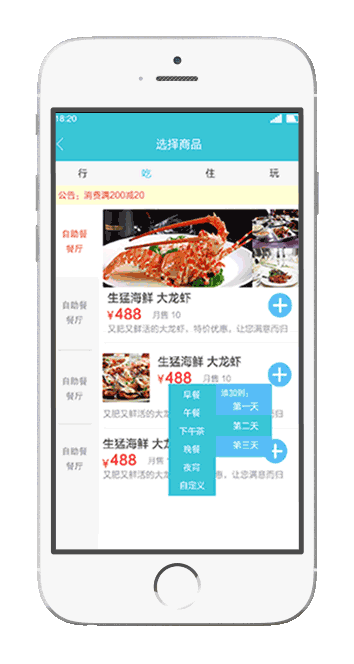 18:20
选择商品
行 吃 住 玩
公告：消费满200减20
自助餐
餐厅
生猛海鲜 大龙虾
¥488 月售 10
又肥又鲜活的大龙虾，特价优惠，让您满意而归
自助餐
餐厅
生猛海鲜 大龙虾
¥488 月售 10
又肥又鲜活的大
自助餐
餐厅
早餐
午餐
下午茶
晚餐
夜宵
自定义
添加到：
第一天
第二天
第三天
自助餐
餐厅
生猛海鲜 大龙
¥488 月售 1
又肥又鲜活的大龙 惠，让您满意而归